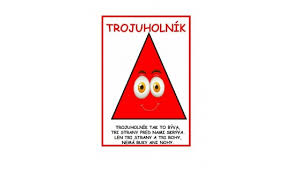 TROJUHOLNÍK
TROJUHOLNÍK TAK TO BÝVA,
TRI STRANY PRED NAMI SKRÝVA
LEN TRI STRANY A TRI ROHY,
NEMÁ RUKY ANI NOHY.